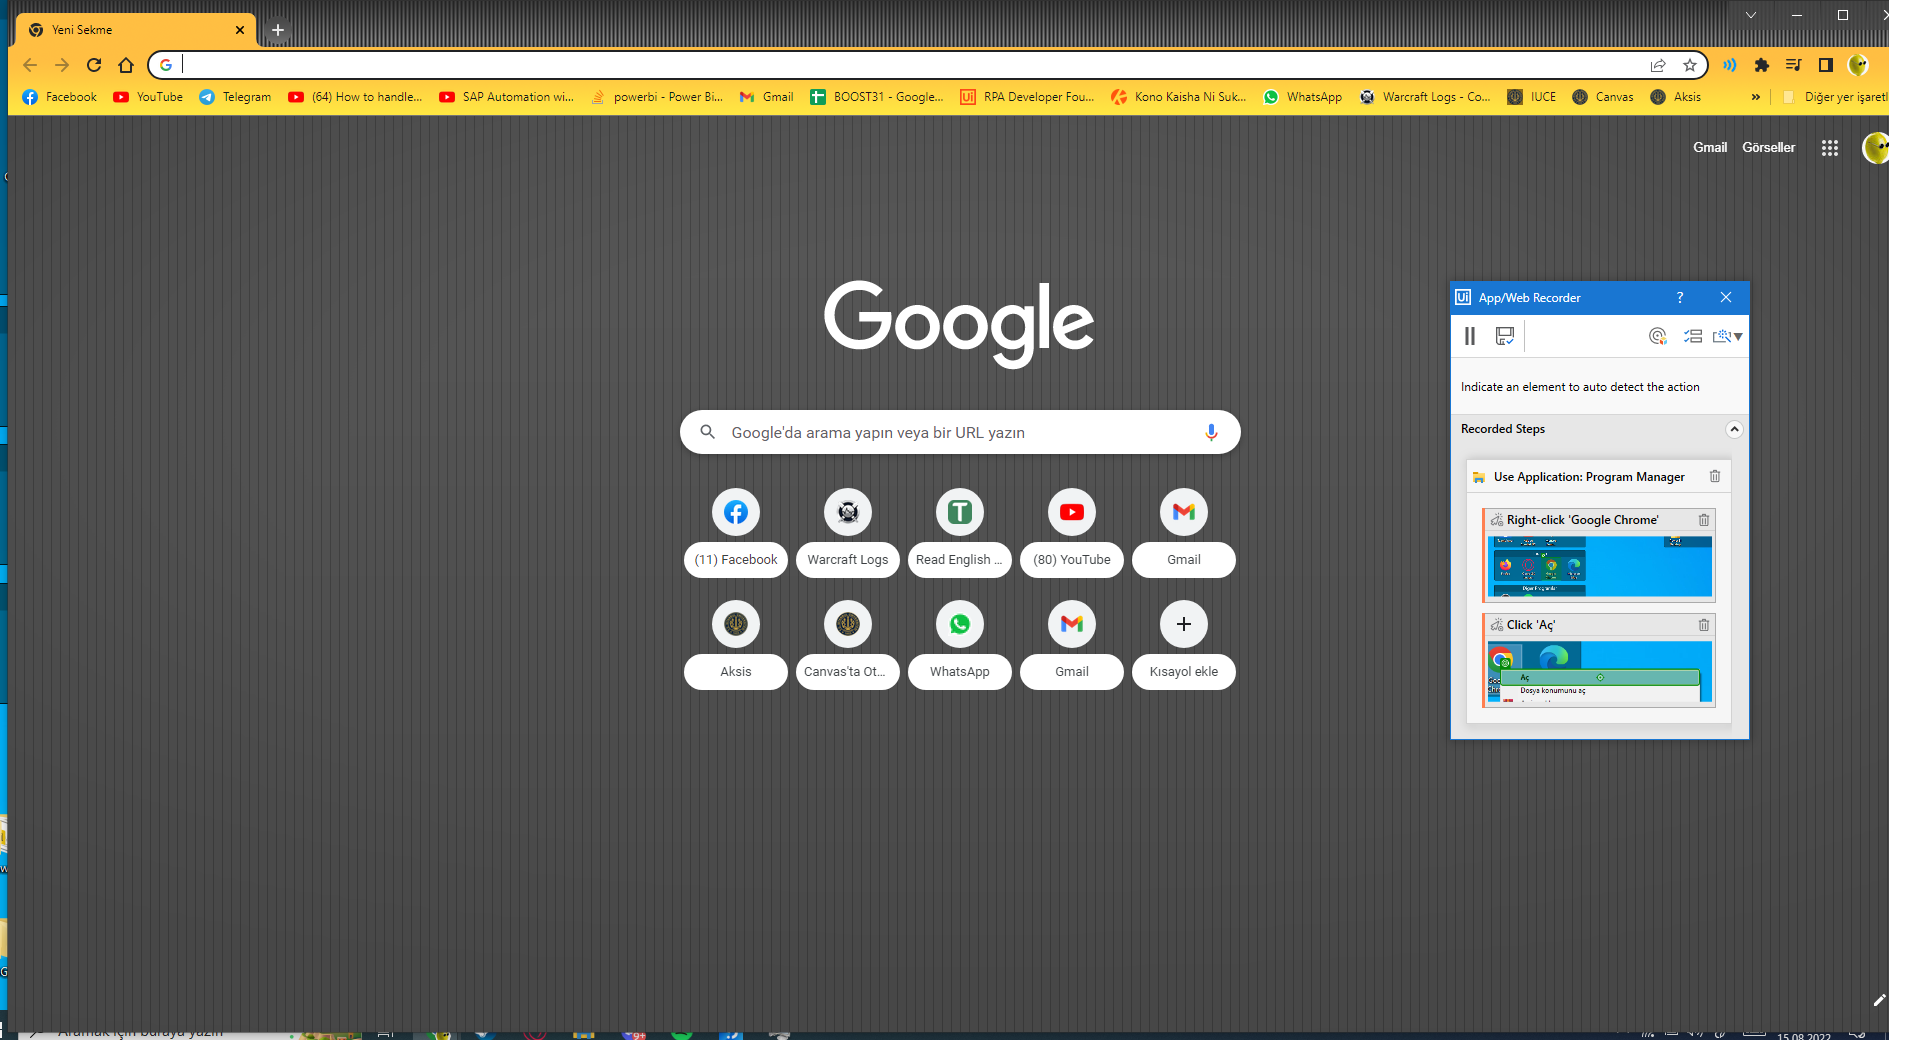 Yeni Sekme
Facebook YouTube Telegram (64) How to handle... SAP Automation wi... powerbi - Power Bi... Gmail BOOST31 - Google... RPA Developer Fou... Kono Kaisha Ni Suk... WhatsApp Warcraft Logs - Co... IUCE Canvas Aksis » Diğer yer işaretl
Gmail Görseller
Google
Google'da arama yapın veya bir URL yazın
(11) Facebook Warcraft Logs Read English ... (80) YouTube Gmail
Aksis Canvas'ta Ot... WhatsApp Gmail Kısayol ekle
Ui App/Web Recorder ?
Indicate an element to auto detect the action
Recorded Steps
Use Application: Program Manager
Right-click 'Google Chrome'
Diğer Programlar
Click 'Aç'
Aç
Dosya konumunu aç
Aramak için buraya yazın
15.08.2022